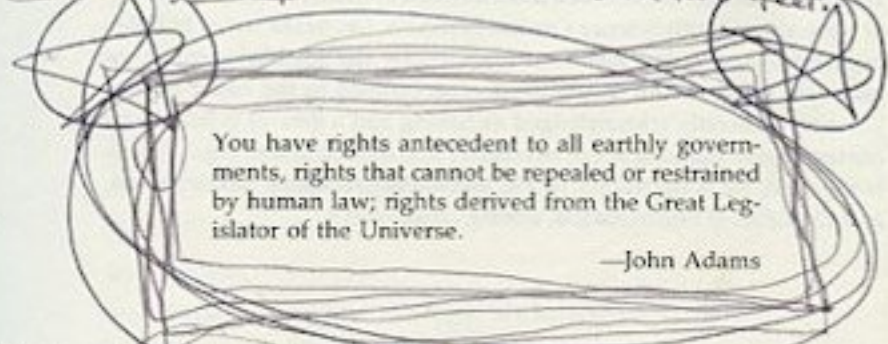 You have rights antecedent to all earthly govern-
ments, rights that cannot be repealed or restrained
by human law; rights derived from the Great Leg-
islator of the Universe.
—John Adams